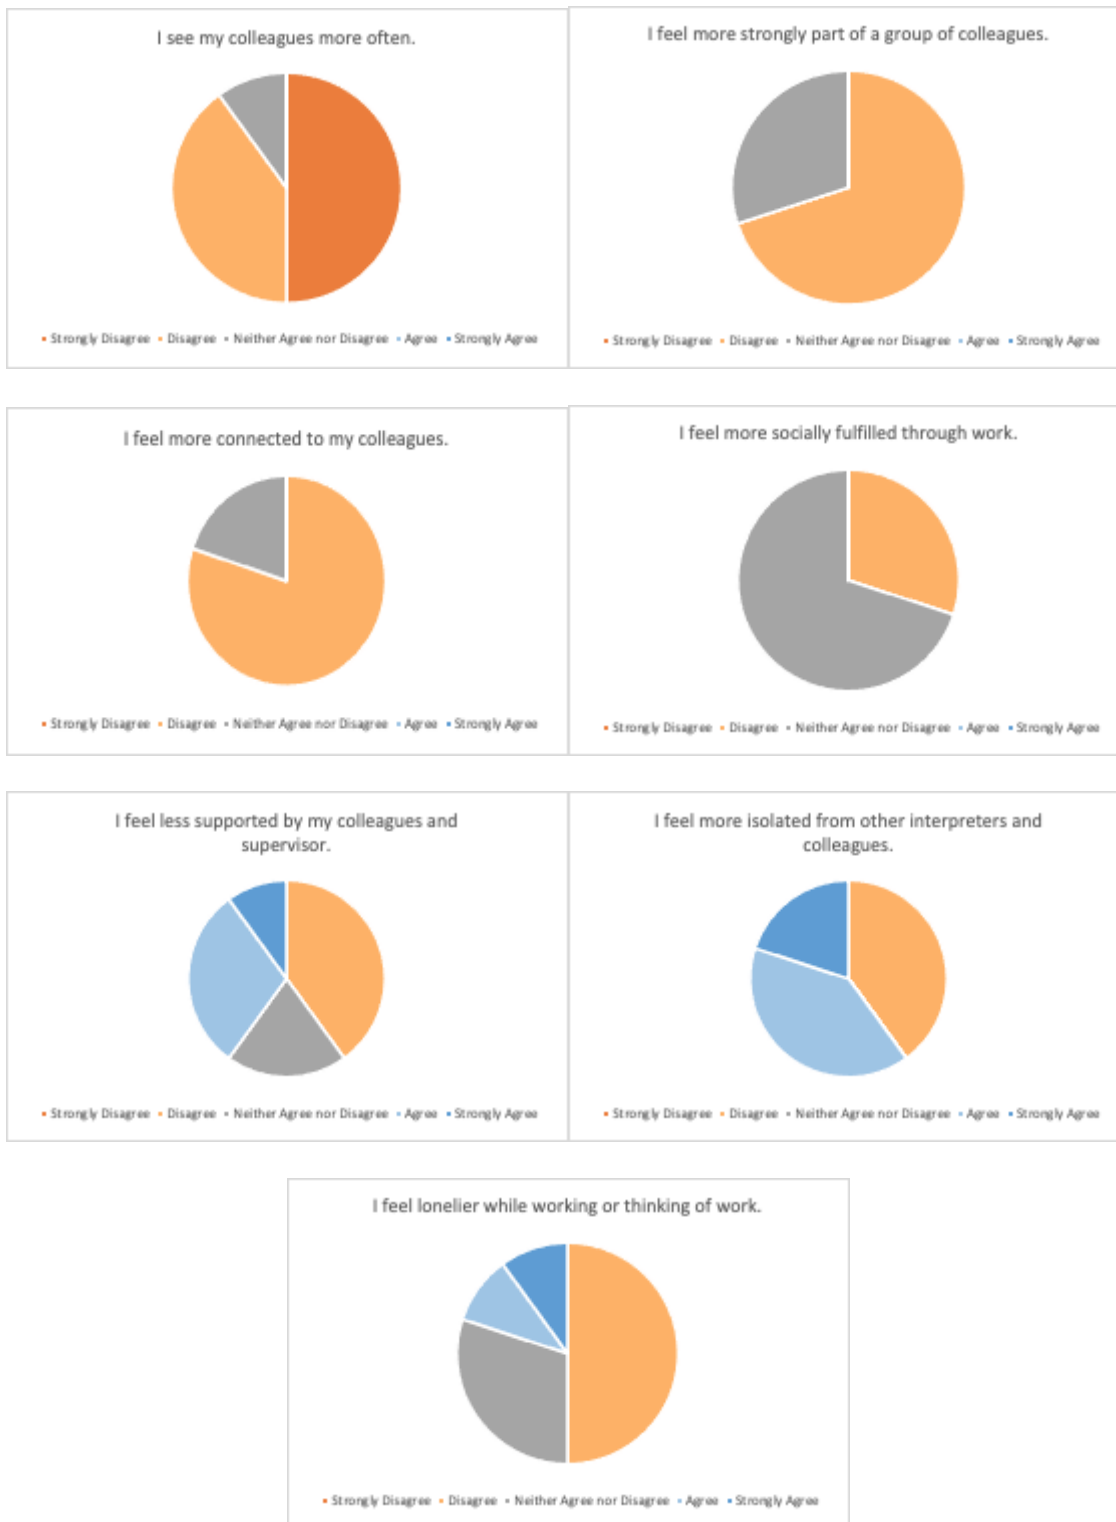 I see my colleagues more often.
▪ Strongly Disagree ▪ Disagree ▪ Neither Agree nor Disagree ▪ Agree ▪ Strongly Agree
I feel more strongly part of a group of colleagues.
▪ Strongly Disagree ▪ Disagree ▪ Neither Agree nor Disagree ▪ Agree ▪ Strongly Agree
I feel more connected to my colleagues.
▪ Strongly Disagree ▪ Disagree ▪ Neither Agree nor Disagree ▪ Agree ▪ Strongly Agree
I feel more socially fulfilled through work.
▪ Strongly Disagree ▪ Disagree ▪ Neither Agree nor Disagree ▪ Agree ▪ Strongly Agree
I feel less supported by my colleagues and
supervisor.
▪ Strongly Disagree ▪ Disagree ▪ Neither Agree nor Disagree ▪ Agree ▪ Strongly Agree
I feel more isolated from other interpreters and
colleagues.
▪ Strongly Disagree ▪ Disagree ▪ Neither Agree nor Disagree ▪ Agree ▪ Strongly Agree
I feel lonelier while working or thinking of work.
▪ Strongly Disagree ▪ Disagree ▪ Neither Agree nor Disagree ▪ Agree ▪ Strongly Agree